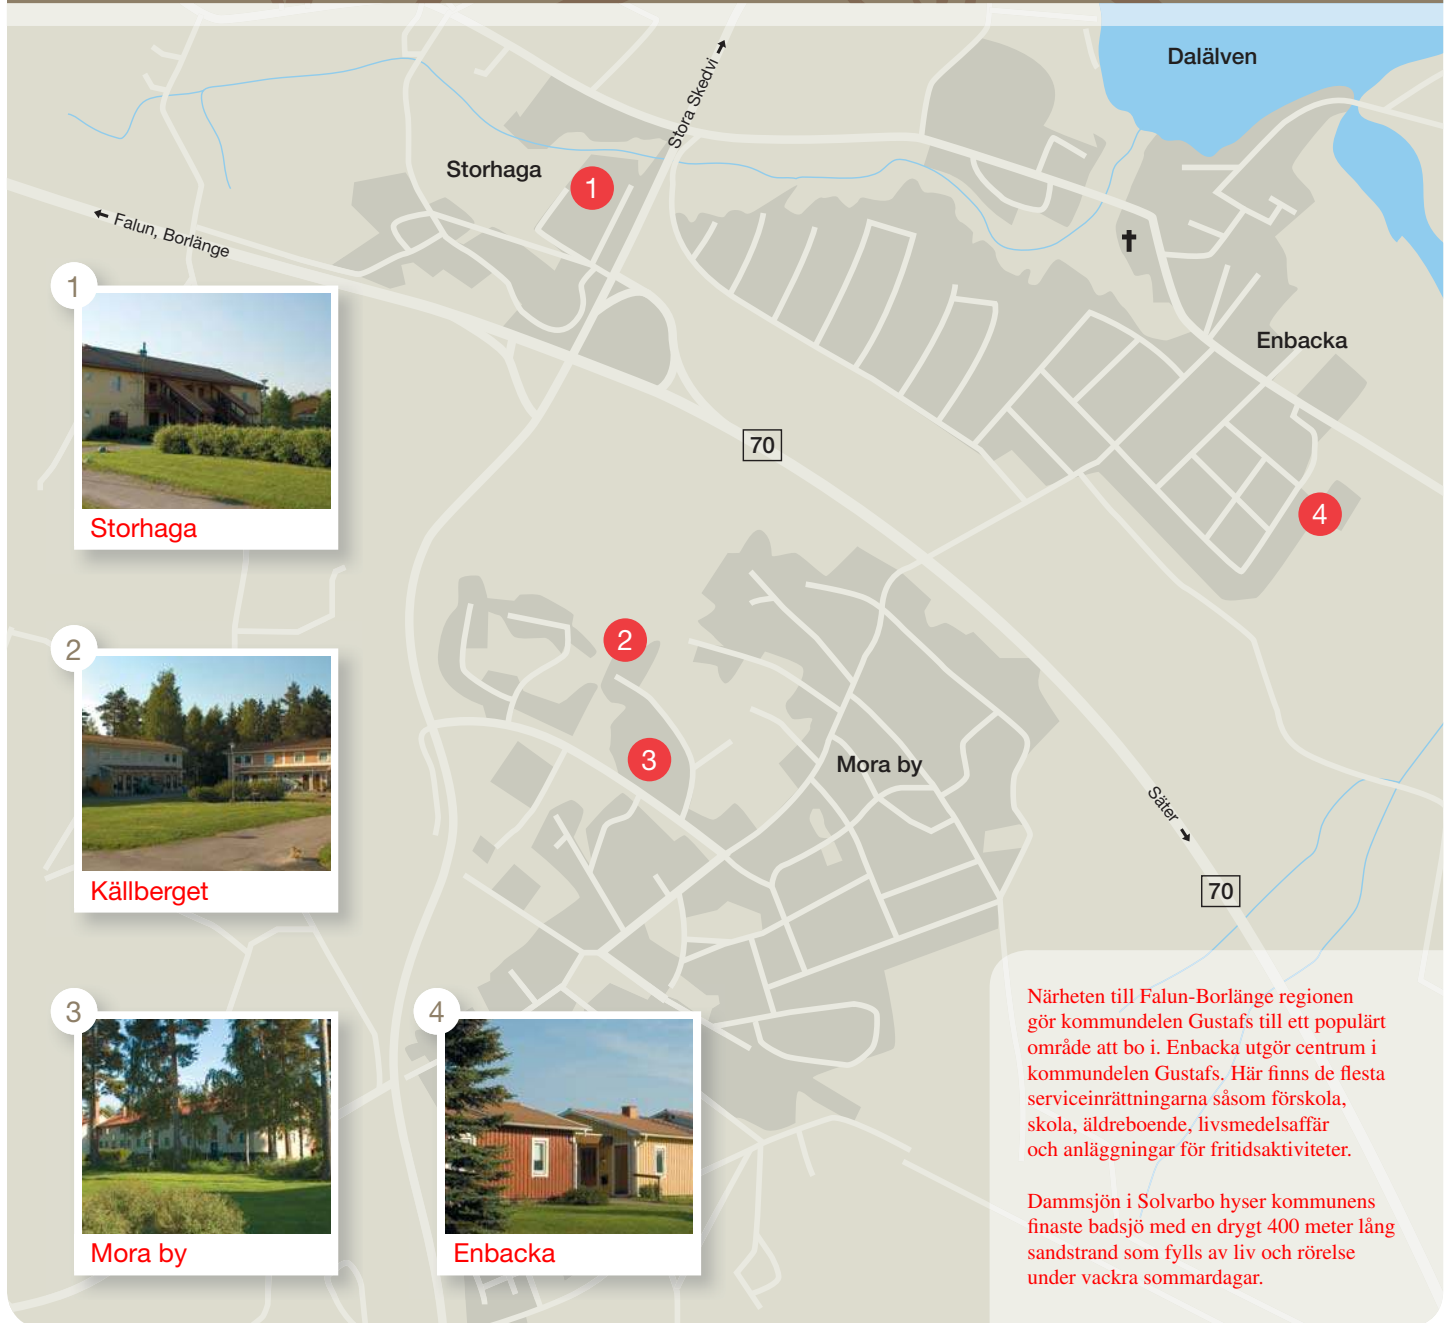 Dalälven
Stora Skedvi
Storhaga
1
Falun, Borlänge
Enbacka
70
4
2
3
Mora by
Säter
70
1
Storhaga
2
Källberget
3
Mora by
4
Enbacka
Närheten till Falun-Borlänge regionen
gör kommundelen Gustafs till ett populärt
område att bo i. Enbacka utgör centrum i
kommundelen Gustafs. Här finns de flesta
serviceinrättningarna såsom förskola,
skola, äldreboende, livsmedelsaffär
och anläggningar för fritidsaktiviteter.
Dammsjön i Solvarbo hyser kommunens
finaste badsjö med en drygt 400 meter lång
sandstrand som fylls av liv och rörelse
under vackra sommardagar.